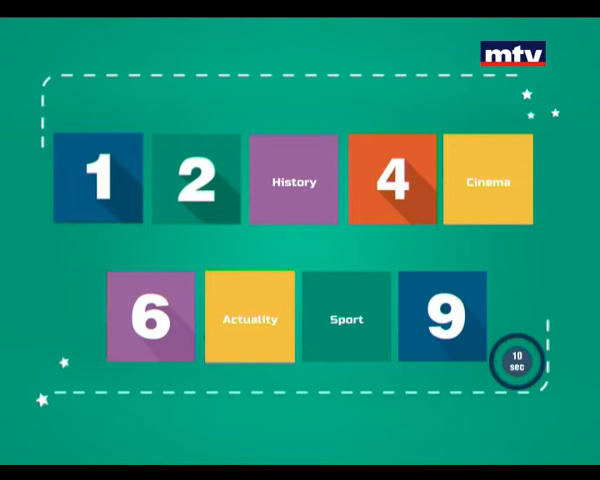 mtv
1
2
History
4
Cinema
6
Actuality
Sport
9
10
sec